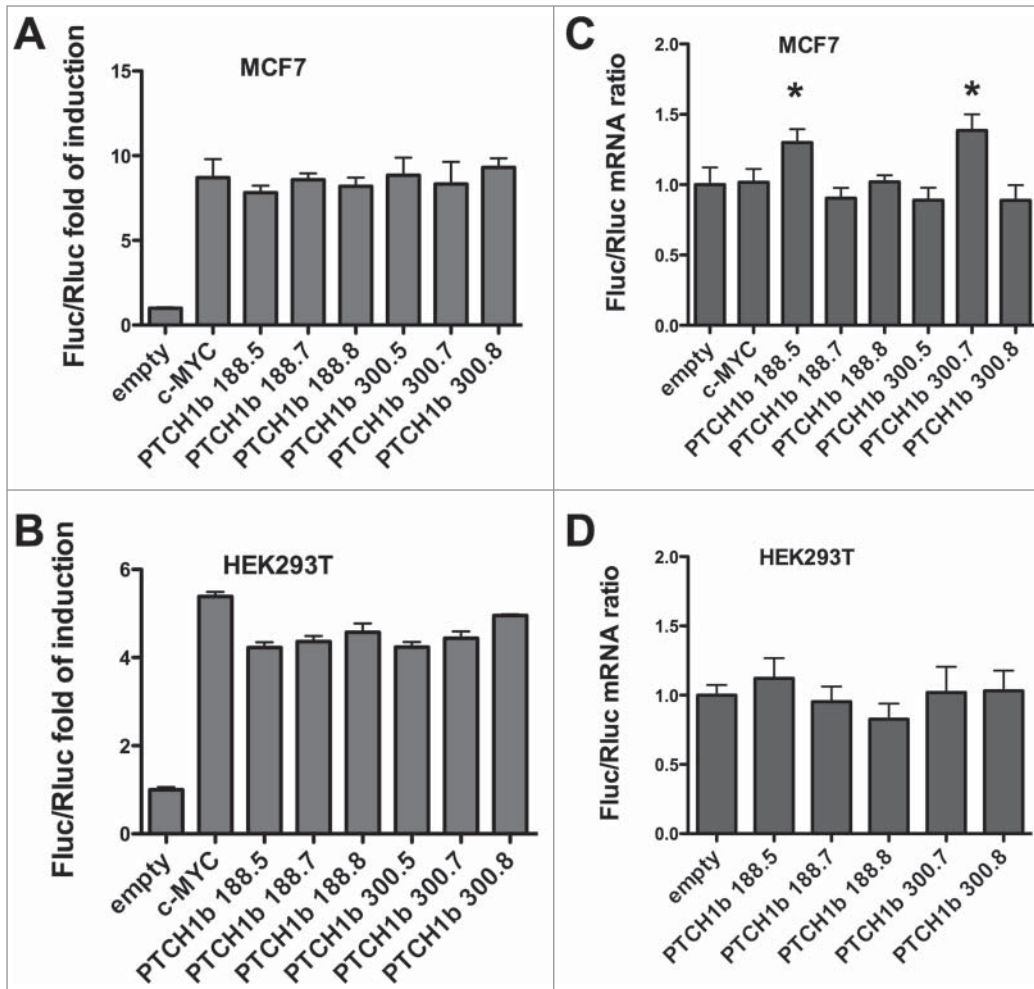 A
MCF7
Fluc/Rluc fold of induction
15
10
5
0
empty
c-MYC
PTCH1b 188.5
PTCH1b 188.7
PTCH1b 188.8
PTCH1b 300.5
PTCH1b 300.7
PTCH1b 300.8
C
MCF7
Fluc/Rluc mRNA ratio
2.0
1.5
1.0
0.5
0.0
*
*
empty
c-MYC
PTCH1b 188.5
PTCH1b 188.7
PTCH1b 188.8
PTCH1b 300.5
PTCH1b 300.7
PTCH1b 300.8
B
HEK293T
Fluc/Rluc fold of induction
6
4
2
0
empty
c-MYC
PTCH1b 188.5
PTCH1b 188.7
PTCH1b 188.8
PTCH1b 300.5
PTCH1b 300.7
PTCH1b 300.8
D
HEK293T
Fluc/Rluc mRNA ratio
2.0
1.5
1.0
0.5
0.0
empty
PTCH1b 188.5
PTCH1b 188.7
PTCH1b 188.8
PTCH1b 300.7
PTCH1b 300.8